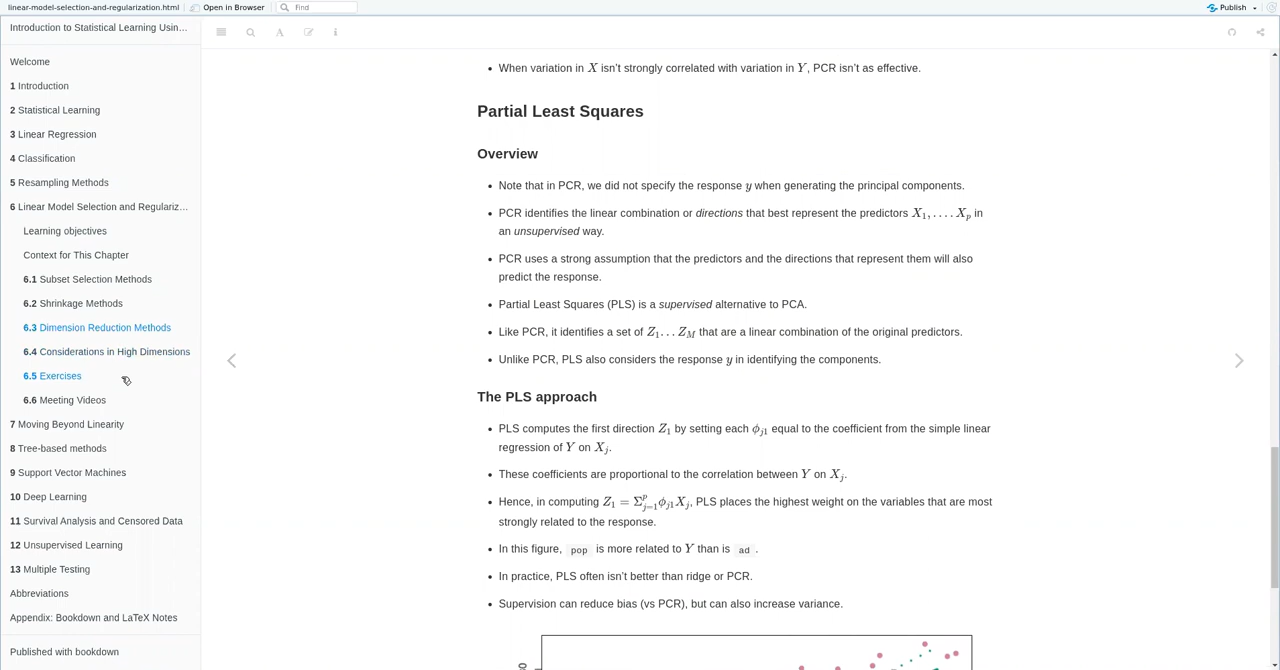 linear-model-selection-and-regularization.html
Open in Browser
Find
Publish
Introduction to Statistical Learning Usin…
Welcome
1 Introduction
2 Statistical Learning
3 Linear Regression
4 Classification
5 Resampling Methods
6 Linear Model Selection and Regulariz…
Learning objectives
Context for This Chapter
6.1 Subset Selection Methods
6.2 Shrinkage Methods
6.3 Dimension Reduction Methods
6.4 Considerations in High Dimensions
6.5 Exercises
6.6 Meeting Videos
7 Moving Beyond Linearity
8 Tree-based methods
9 Support Vector Machines
10 Deep Learning
11 Survival Analysis and Censored Data
12 Unsupervised Learning
13 Multiple Testing
Abbreviations
Appendix: Bookdown and LaTeX Notes
Published with bookdown
A
i
• When variation in X isn’t strongly correlated with variation in Y, PCR isn’t as effective.
Partial Least Squares
Overview
• Note that in PCR, we did not specify the response y when generating the principal components.
• PCR identifies the linear combination or directions that best represent the predictors X₁, . . . . Xₚ in
an unsupervised way.
• PCR uses a strong assumption that the predictors and the directions that represent them will also
predict the response.
• Partial Least Squares (PLS) is a supervised alternative to PCA.
• Like PCR, it identifies a set of Z₁ . . . Z_M that are a linear combination of the original predictors.
• Unlike PCR, PLS also considers the response y in identifying the components.
The PLS approach
• PLS computes the first direction Z₁ by setting each ϕ_{j1} equal to the coefficient from the simple linear
regression of Y on X_j.
• These coefficients are proportional to the correlation between Y on X_j.
• Hence, in computing Z₁ = Σ_{j=1}^p ϕ_{j1}X_j, PLS places the highest weight on the variables that are most
strongly related to the response.
• In this figure, pop is more related to Y than is ad .
• In practice, PLS often isn’t better than ridge or PCR.
• Supervision can reduce bias (vs PCR), but can also increase variance.